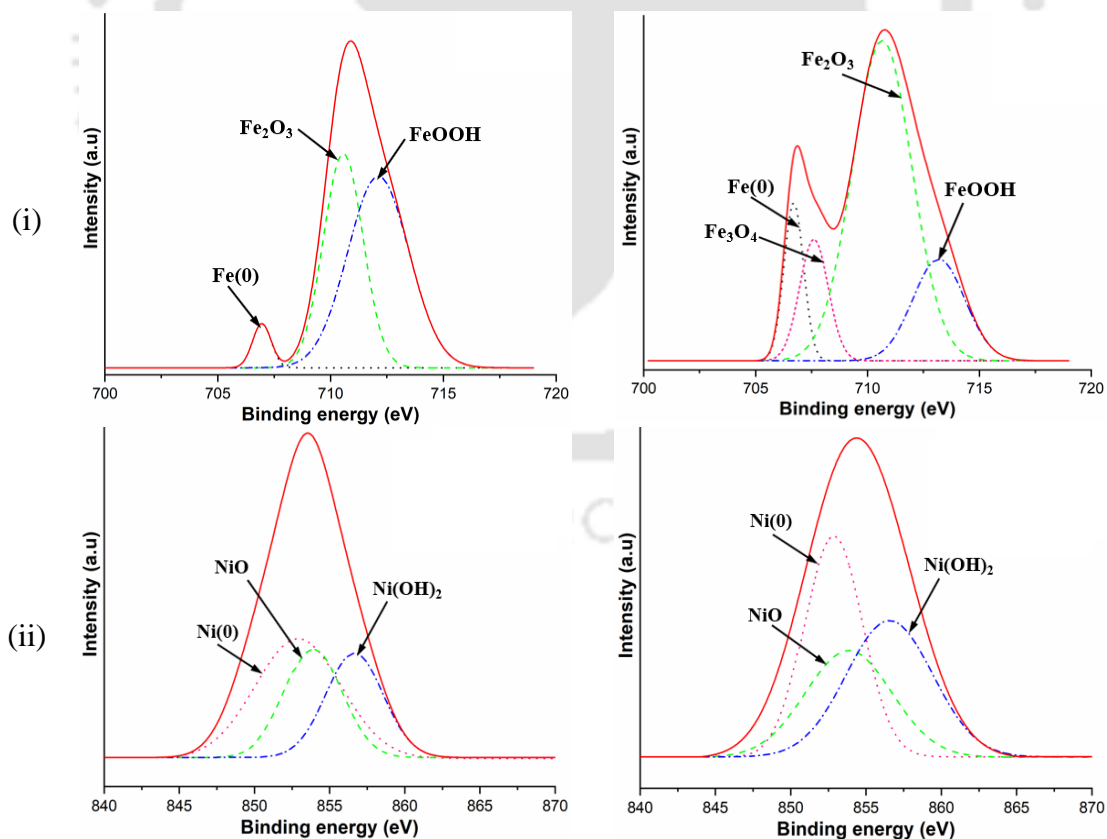 (i)
Intensity (a.u)
Fe2O3
FeOOH
Fe(0)
700 705 710 715 720
Binding energy (eV)
Intensity (a.u)
Fe2O3
Fe(0)
Fe3O4
FeOOH
700 705 710 715 720
Binding energy (eV)
(ii)
Intensity (a.u)
NiO
Ni(0)
Ni(OH)2
840 845 850 855 860 865 870
Binding energy (eV)
Intensity (a.u)
Ni(0)
NiO
Ni(OH)2
840 845 850 855 860 865 870
Binding energy (eV)